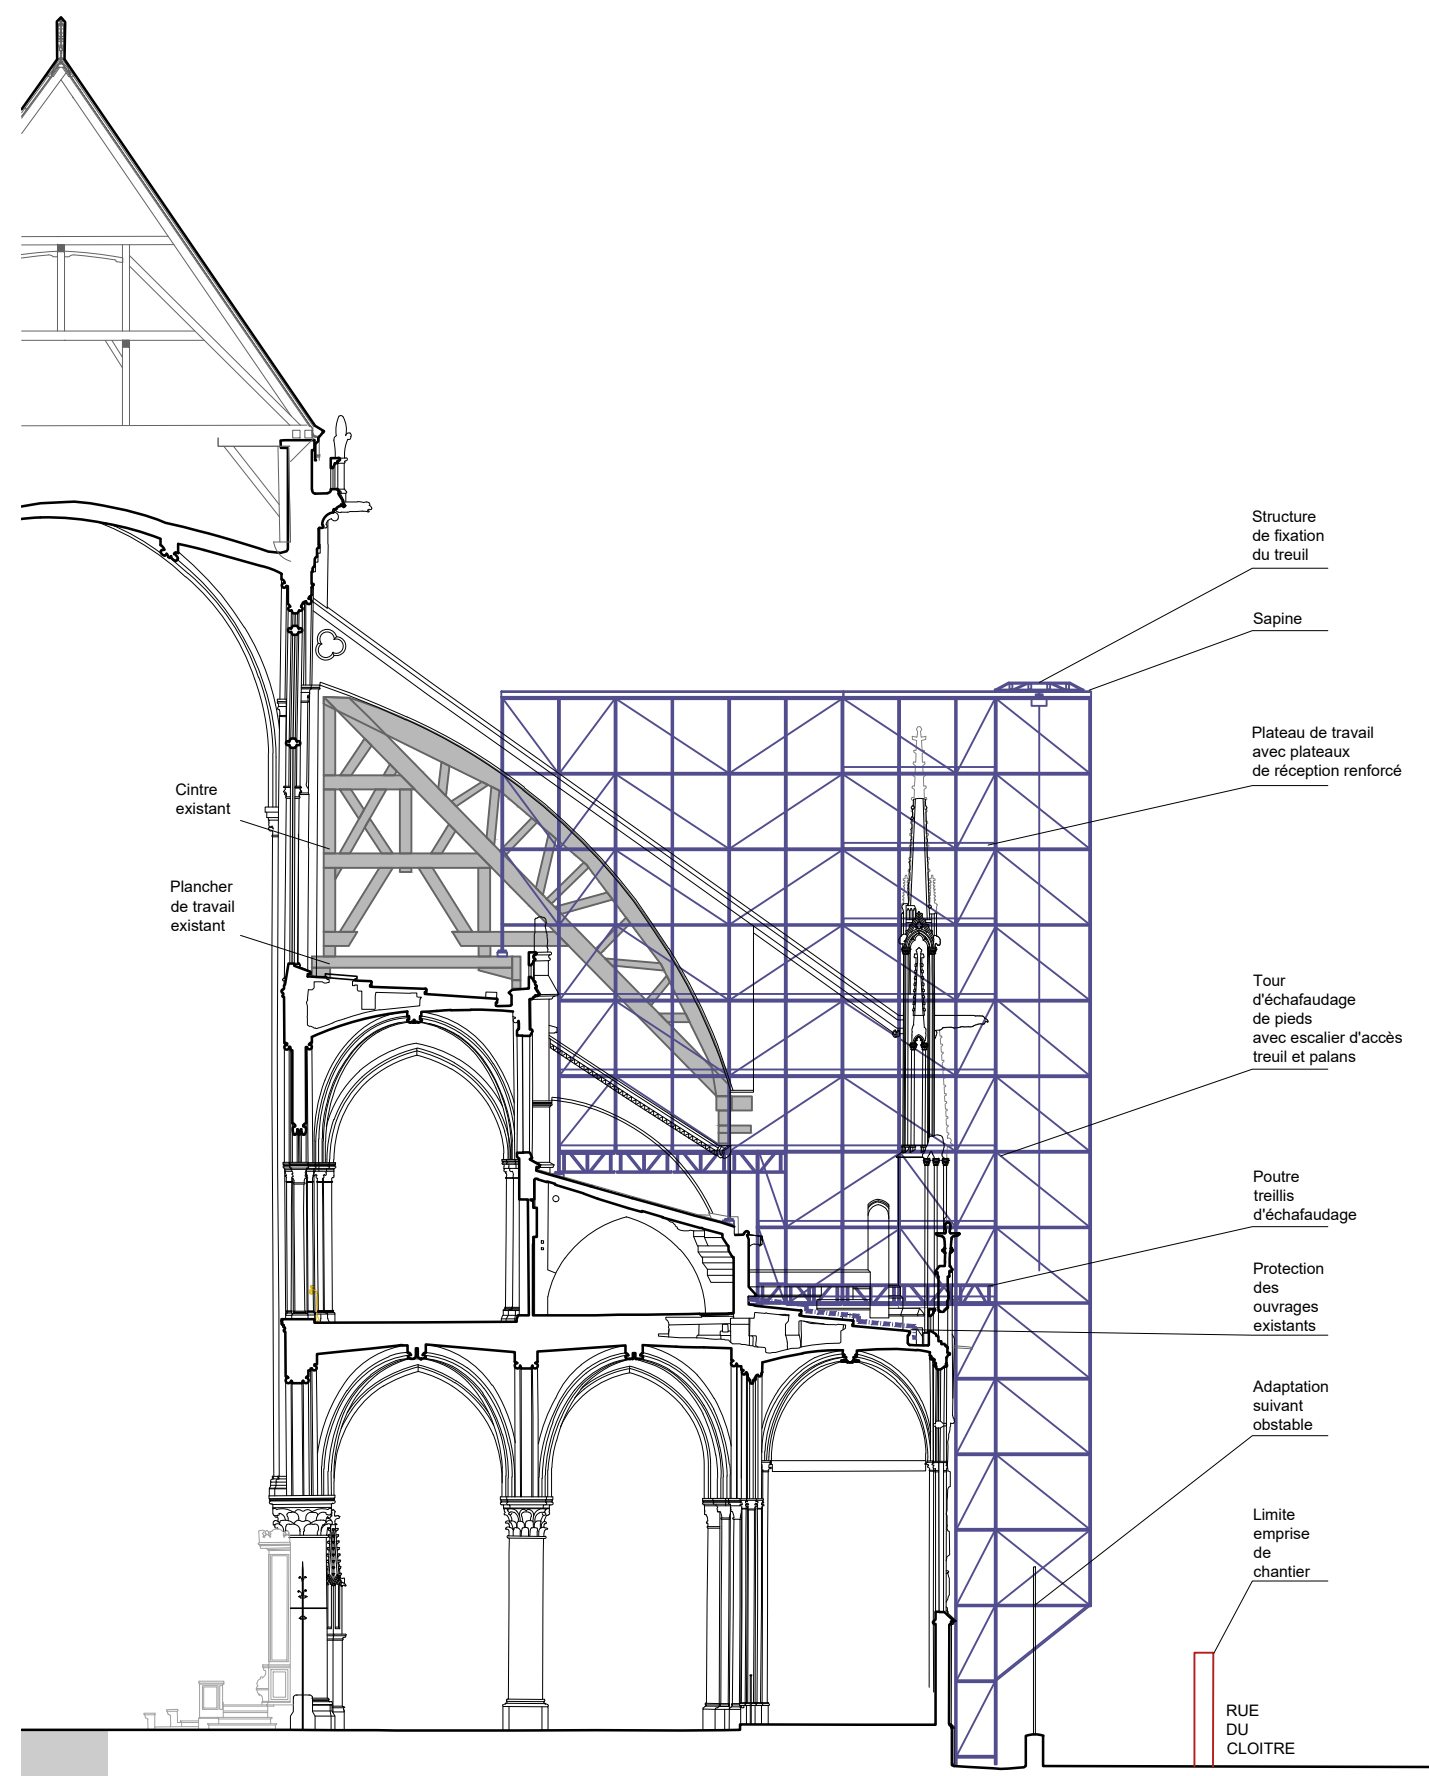 Structure
de fixation
du treuil
Sapine
Plateau de travail
avec plateaux
de réception renforcé
Cintre
existant
Plancher
de travail
existant
Tour
d'échafaudage
de pieds
avec escalier d'accès
treuil et palans
Poutre
treillis
d'échafaudage
Protection
des
ouvrages
existants
Adaptation
suivant
obstable
Limite
emprise
de
chantier
RUE
DU
CLOITRE